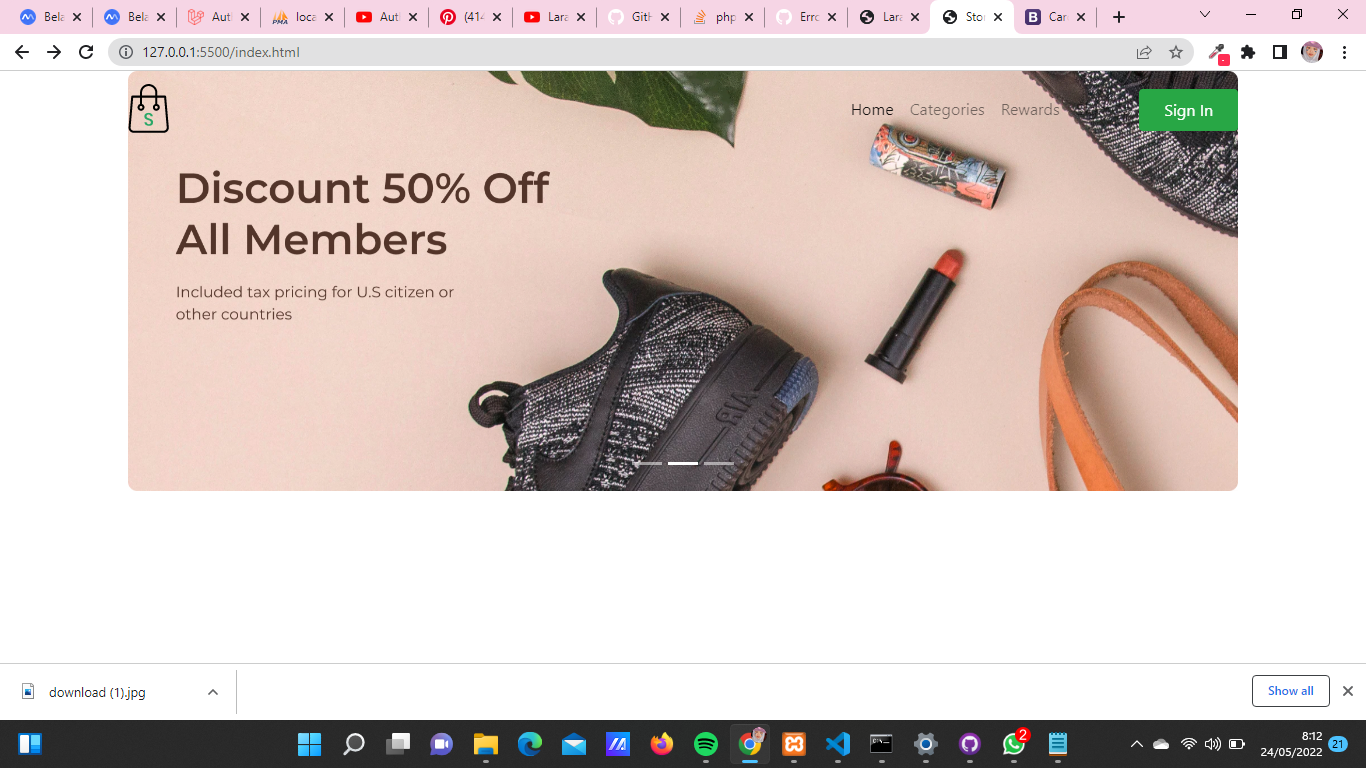 Bela
Bela
Aut
loca
Aut
(414
Lara
Gith
php
Erro
Lara
Stor
Car
127.0.0.1:5500/index.html
S
Home Categories Rewards Sign In
Discount 50% Off
All Members
Included tax pricing for U.S citizen or
other countries
AIR
download (1).jpg
Show all
2
8:12
24/05/2022
21